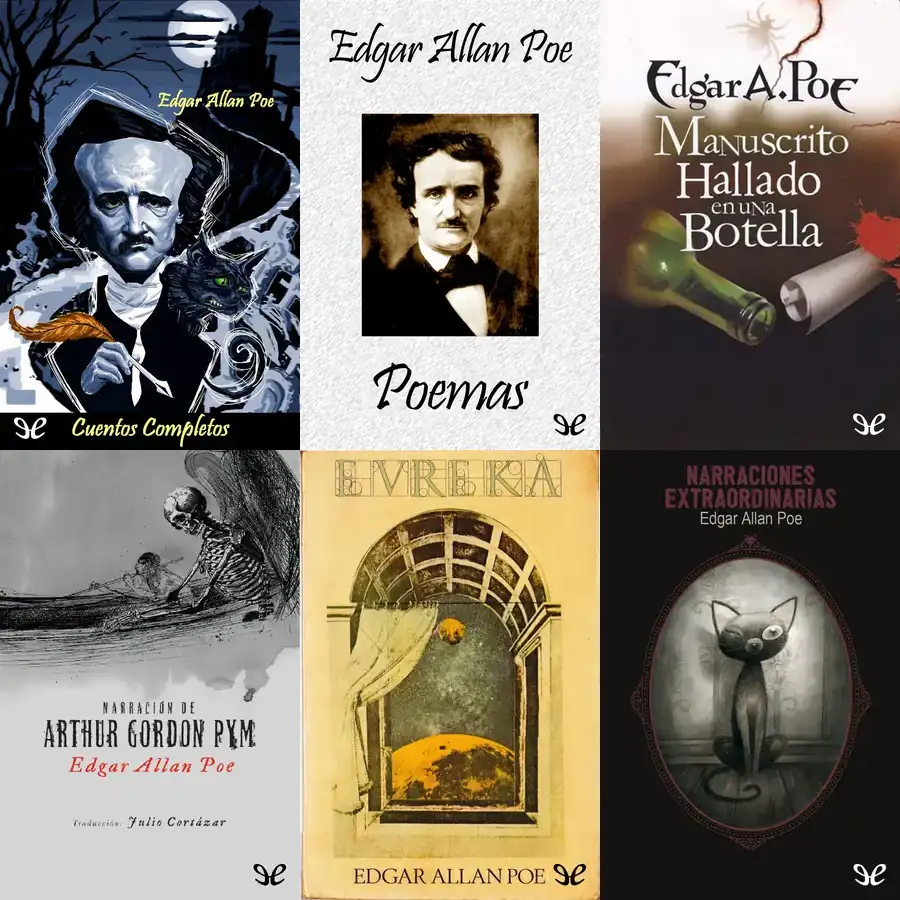 Edgar Allan Poe
Cuentos Completos
Edgar Allan Poe
Poemas
Edgar A. Poe
Manuscrito
Hallado
en una
Botella
NARRACIÓN DE
ARTHUR GORDON PYM
Edgar Allan Poe
Traducción: Julio Cortázar
EVREKA
EDGAR ALLAN POE
NARRACIONES
EXTRAORDINARIAS
Edgar Allan Poe